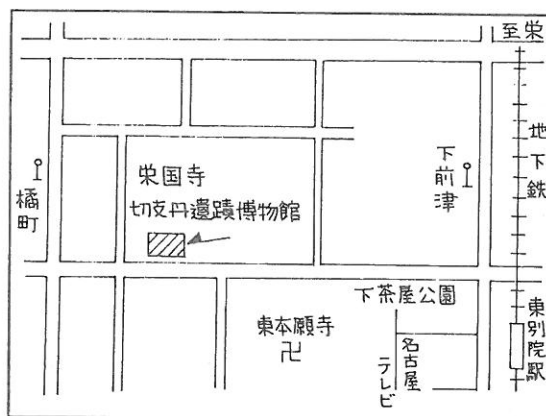 至栄
地下鉄
下前津
橘町
栄国寺
切支丹遺蹟博物館
下茶屋公園
東本願寺
卍
名古屋
テレビ
東別院駅